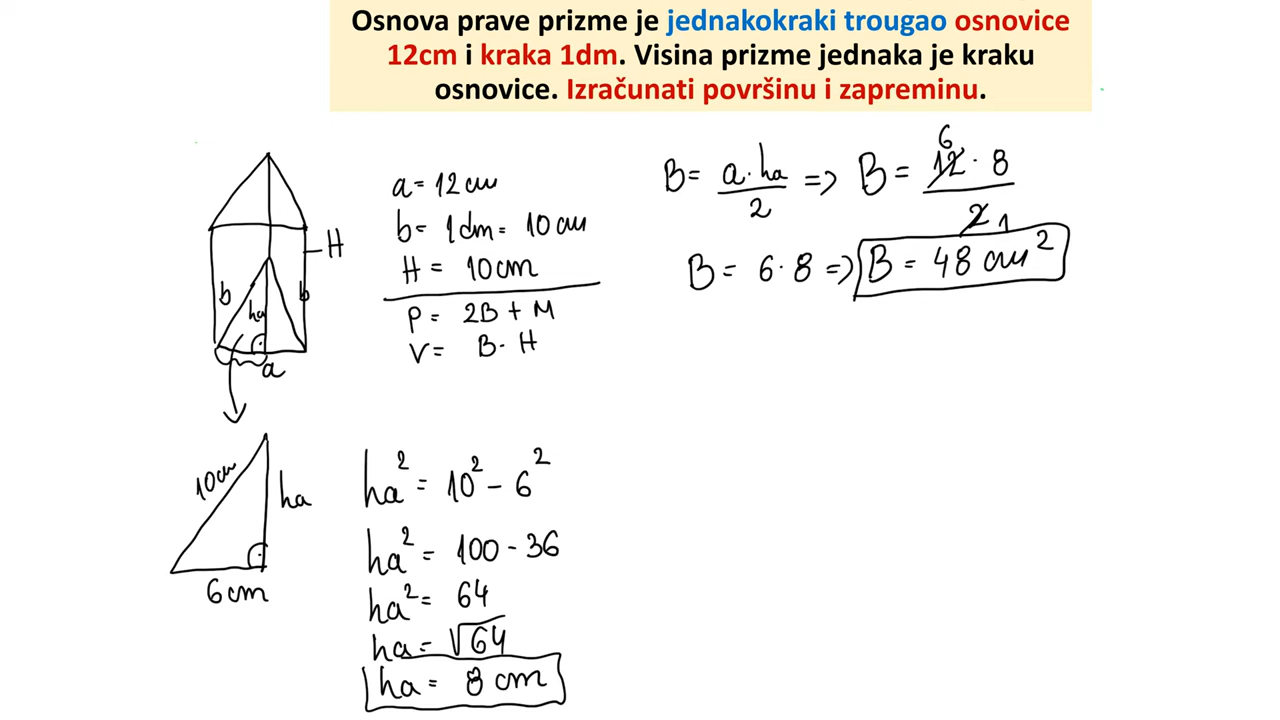 Osnova prave prizme je jednakokraki trougao osnovice
12cm i kraka 1dm. Visina prizme jednaka je kraku
osnovice. Izračunati površinu i zapreminu.
H
b
ha
b
a
a = 12 cm
b = 1dm = 10 cm
H = 10cm
P = 2B + M
V = B · H
10cm
ha
6cm
ha² = 10² - 6²
ha² = 100 - 36
ha² = 64
ha = √64
ha = 8 cm
B = a · ha / 2 => B = 12 6 · 8 / 2 1
B = 6 · 8 => B = 48 cm²